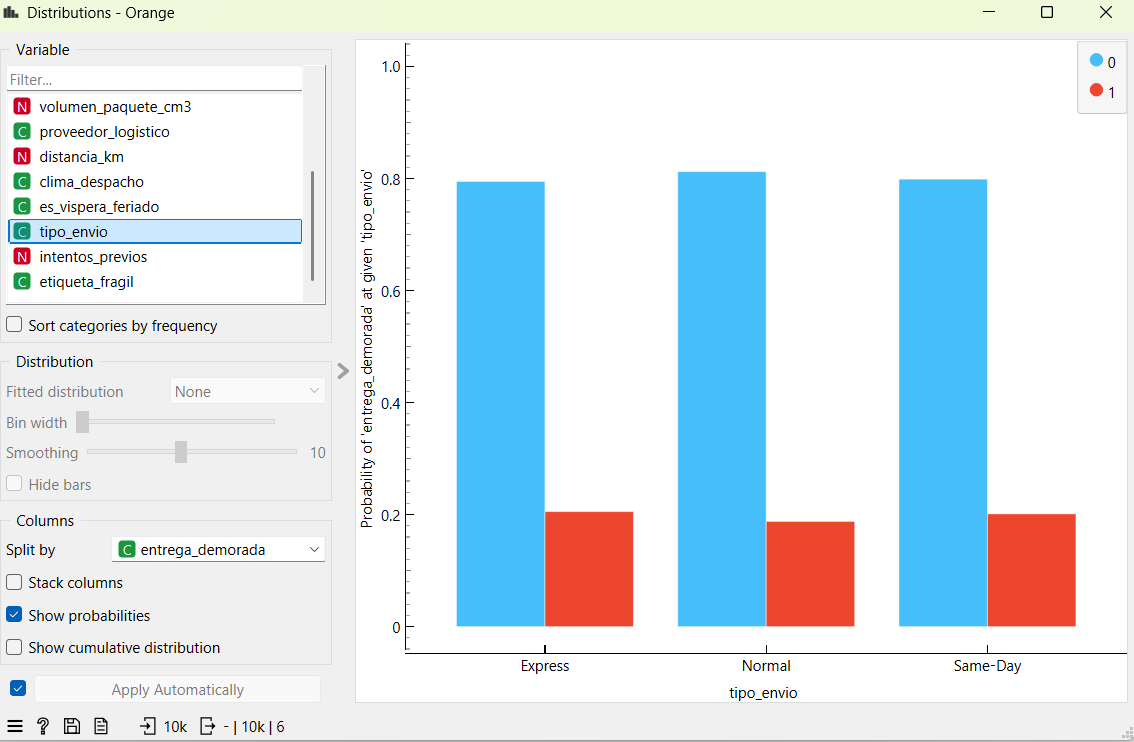 Distributions - Orange
Variable
Filter...
N volumen_paquete_cm3
C proveedor_logistico
N distancia_km
C clima_despacho
C es_vispera_feriado
C tipo_envio
N intentos_previos
C etiqueta_fragil
Sort categories by frequency
Distribution
Fitted distribution None
Bin width
Smoothing 10
Hide bars
Columns
Split by C entrega_demorada
Stack columns
Show probabilities
Show cumulative distribution
Apply Automatically
? 10k - | 10k | 6
Probability of 'entrega_demorada' at given 'tipo_envio'
1.0
0.8
0.6
0.4
0.2
0
Express Normal Same-Day
tipo_envio
0
1